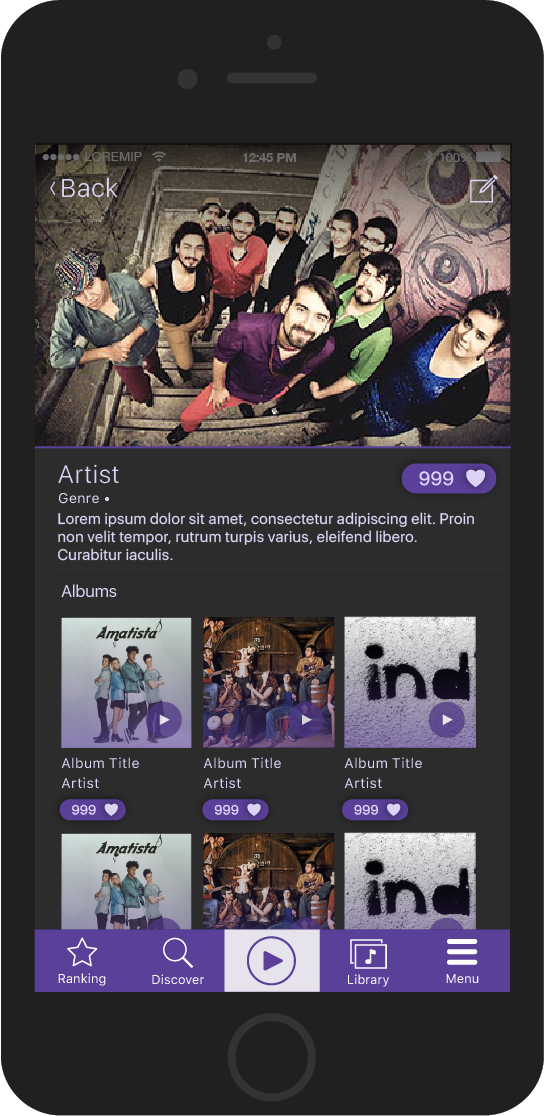 LOREMIP 12:45 PM 100%
Back
Artist
999
Genre •
Lorem ipsum dolor sit amet, consectetur adipiscing elit. Proin
non velit tempor, rutrum turpis varius, eleifend libero.
Curabitur iaculis.
Albums
Amatista
ind
Album Title Album Title Album Title
Artist Artist Artist
999 999 999
Amatista
ind
Ranking Discover Library Menu